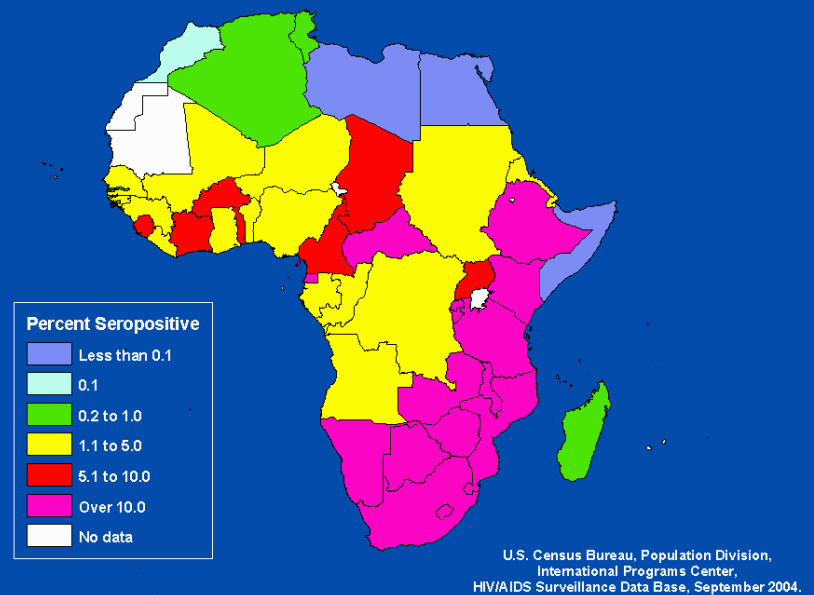 Percent Seropositive
Less than 0.1
0.1
0.2 to 1.0
1.1 to 5.0
5.1 to 10.0
Over 10.0
No data
U.S. Census Bureau, Population Division,
International Programs Center,
HIV/AIDS Surveillance Data Base, September 2004.